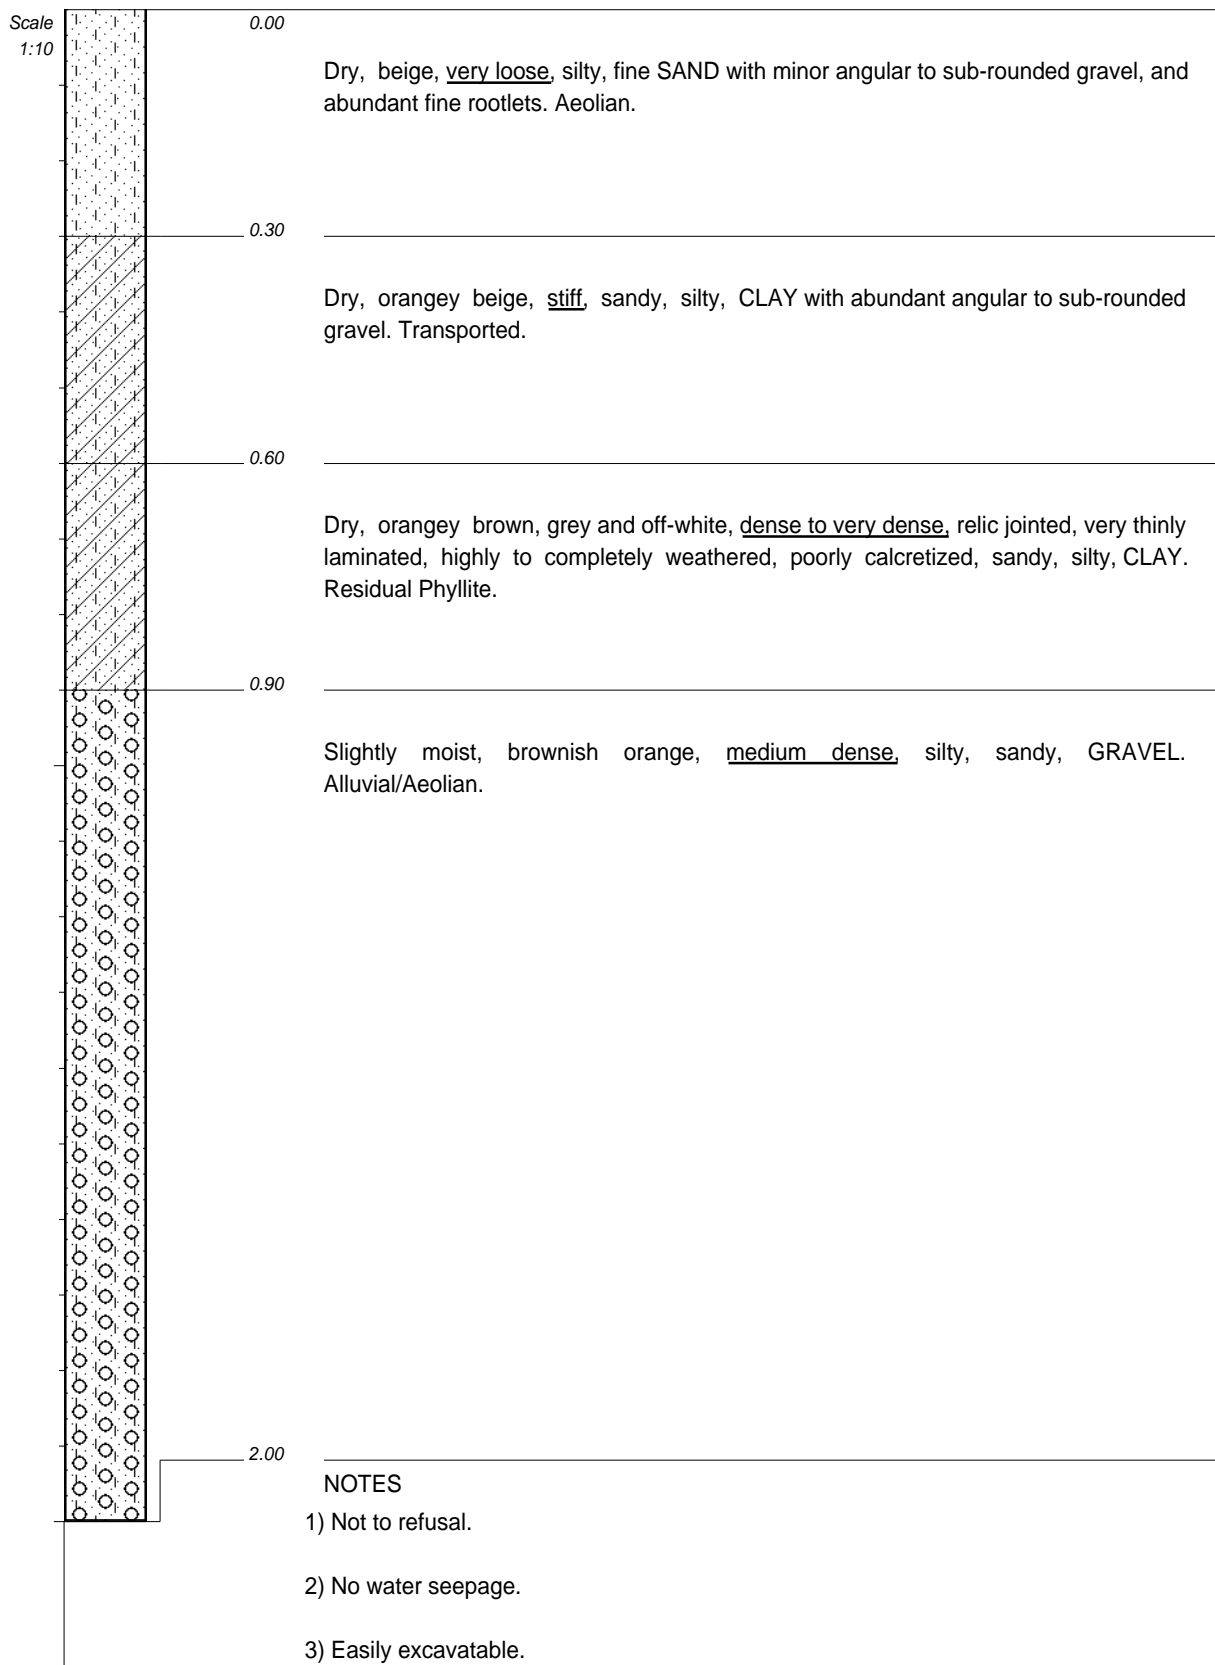 Scale
1:10
0.00
Dry, beige, very loose, silty, fine SAND with minor angular to sub-rounded gravel, and
abundant fine rootlets. Aeolian.
0.30
Dry, orangey beige, stiff, sandy, silty, CLAY with abundant angular to sub-rounded
gravel. Transported.
0.60
Dry, orangey brown, grey and off-white, dense to very dense, relic jointed, very thinly
laminated, highly to completely weathered, poorly calcretized, sandy, silty, CLAY.
Residual Phyllite.
0.90
Slightly moist, brownish orange, medium dense, silty, sandy, GRAVEL.
Alluvial/Aeolian.
2.00
NOTES
1) Not to refusal.
2) No water seepage.
3) Easily excavatable.